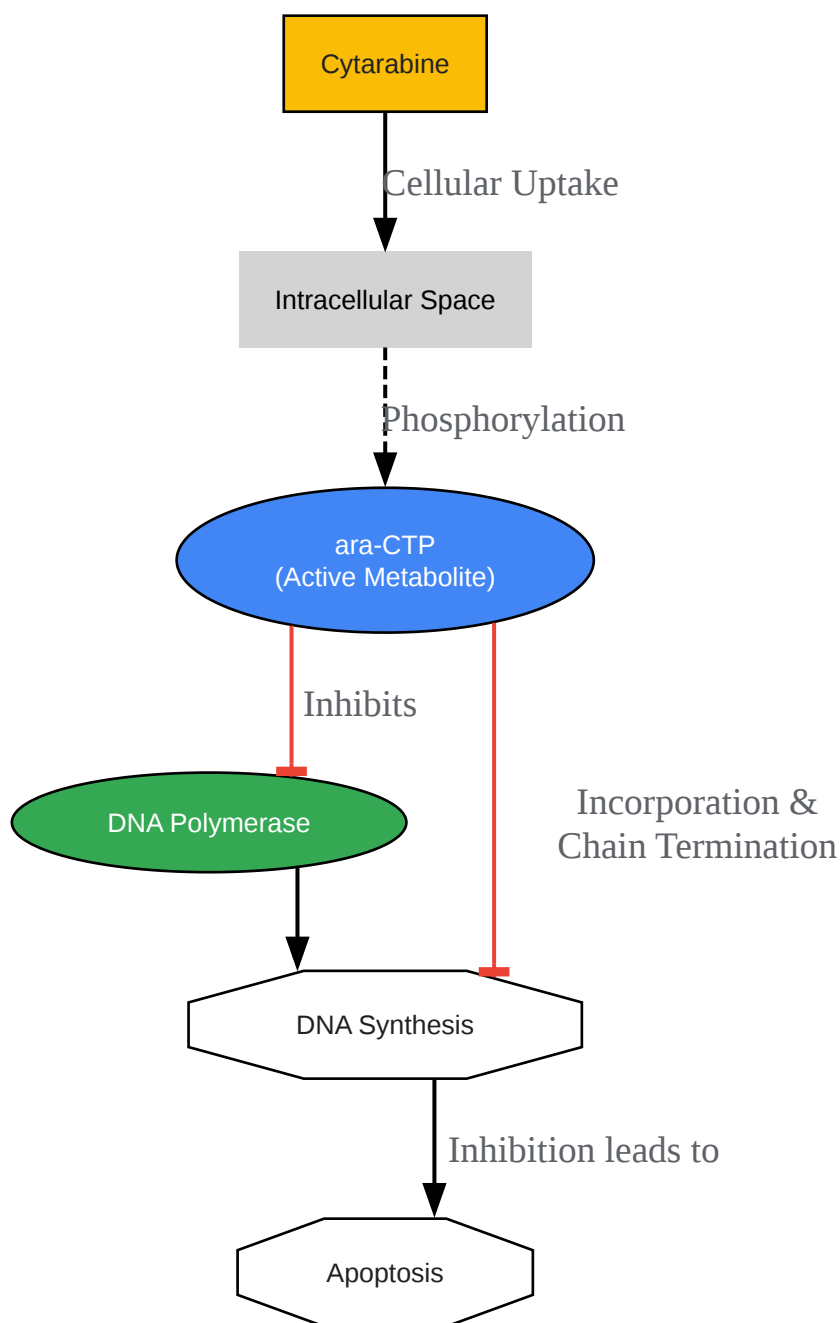 Cytarabine
Cellular Uptake
Intracellular Space
Phosphorylation
ara-CTP
(Active Metabolite)
Inhibits
Incorporation &
Chain Termination
DNA Polymerase
DNA Synthesis
Inhibition leads to
Apoptosis